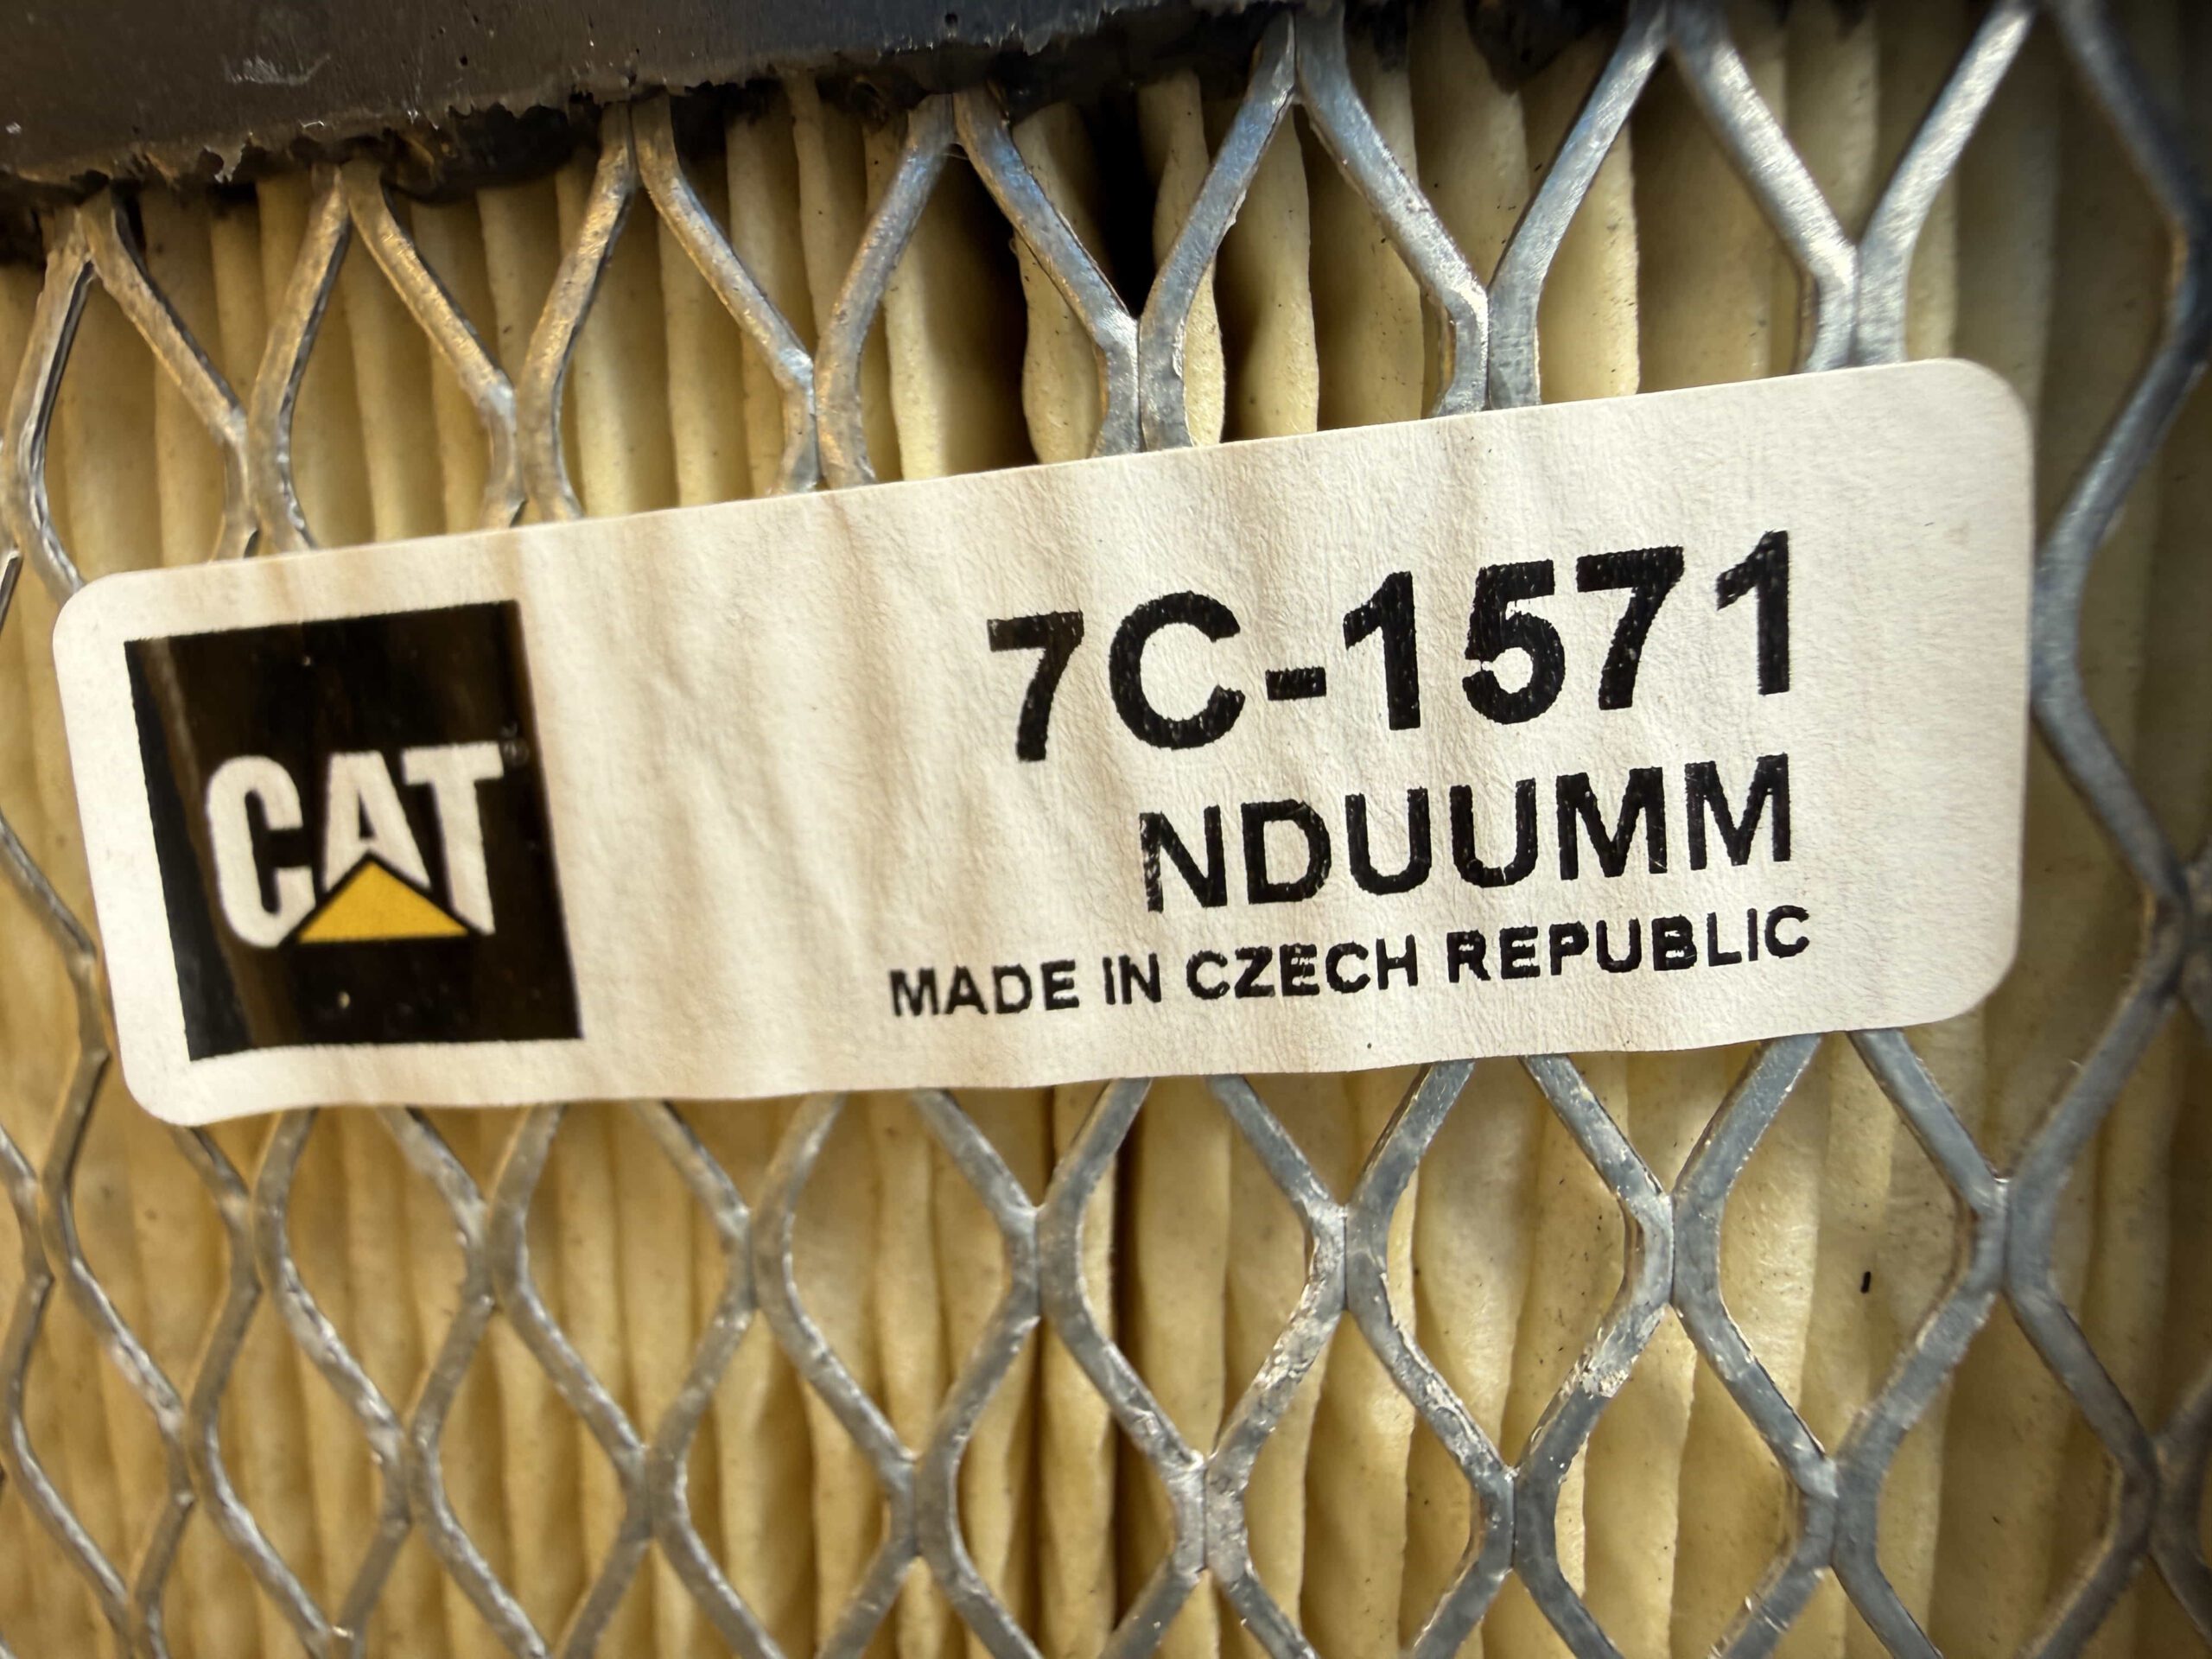 CAT®
7C-1571
NDUUMM
MADE IN CZECH REPUBLIC